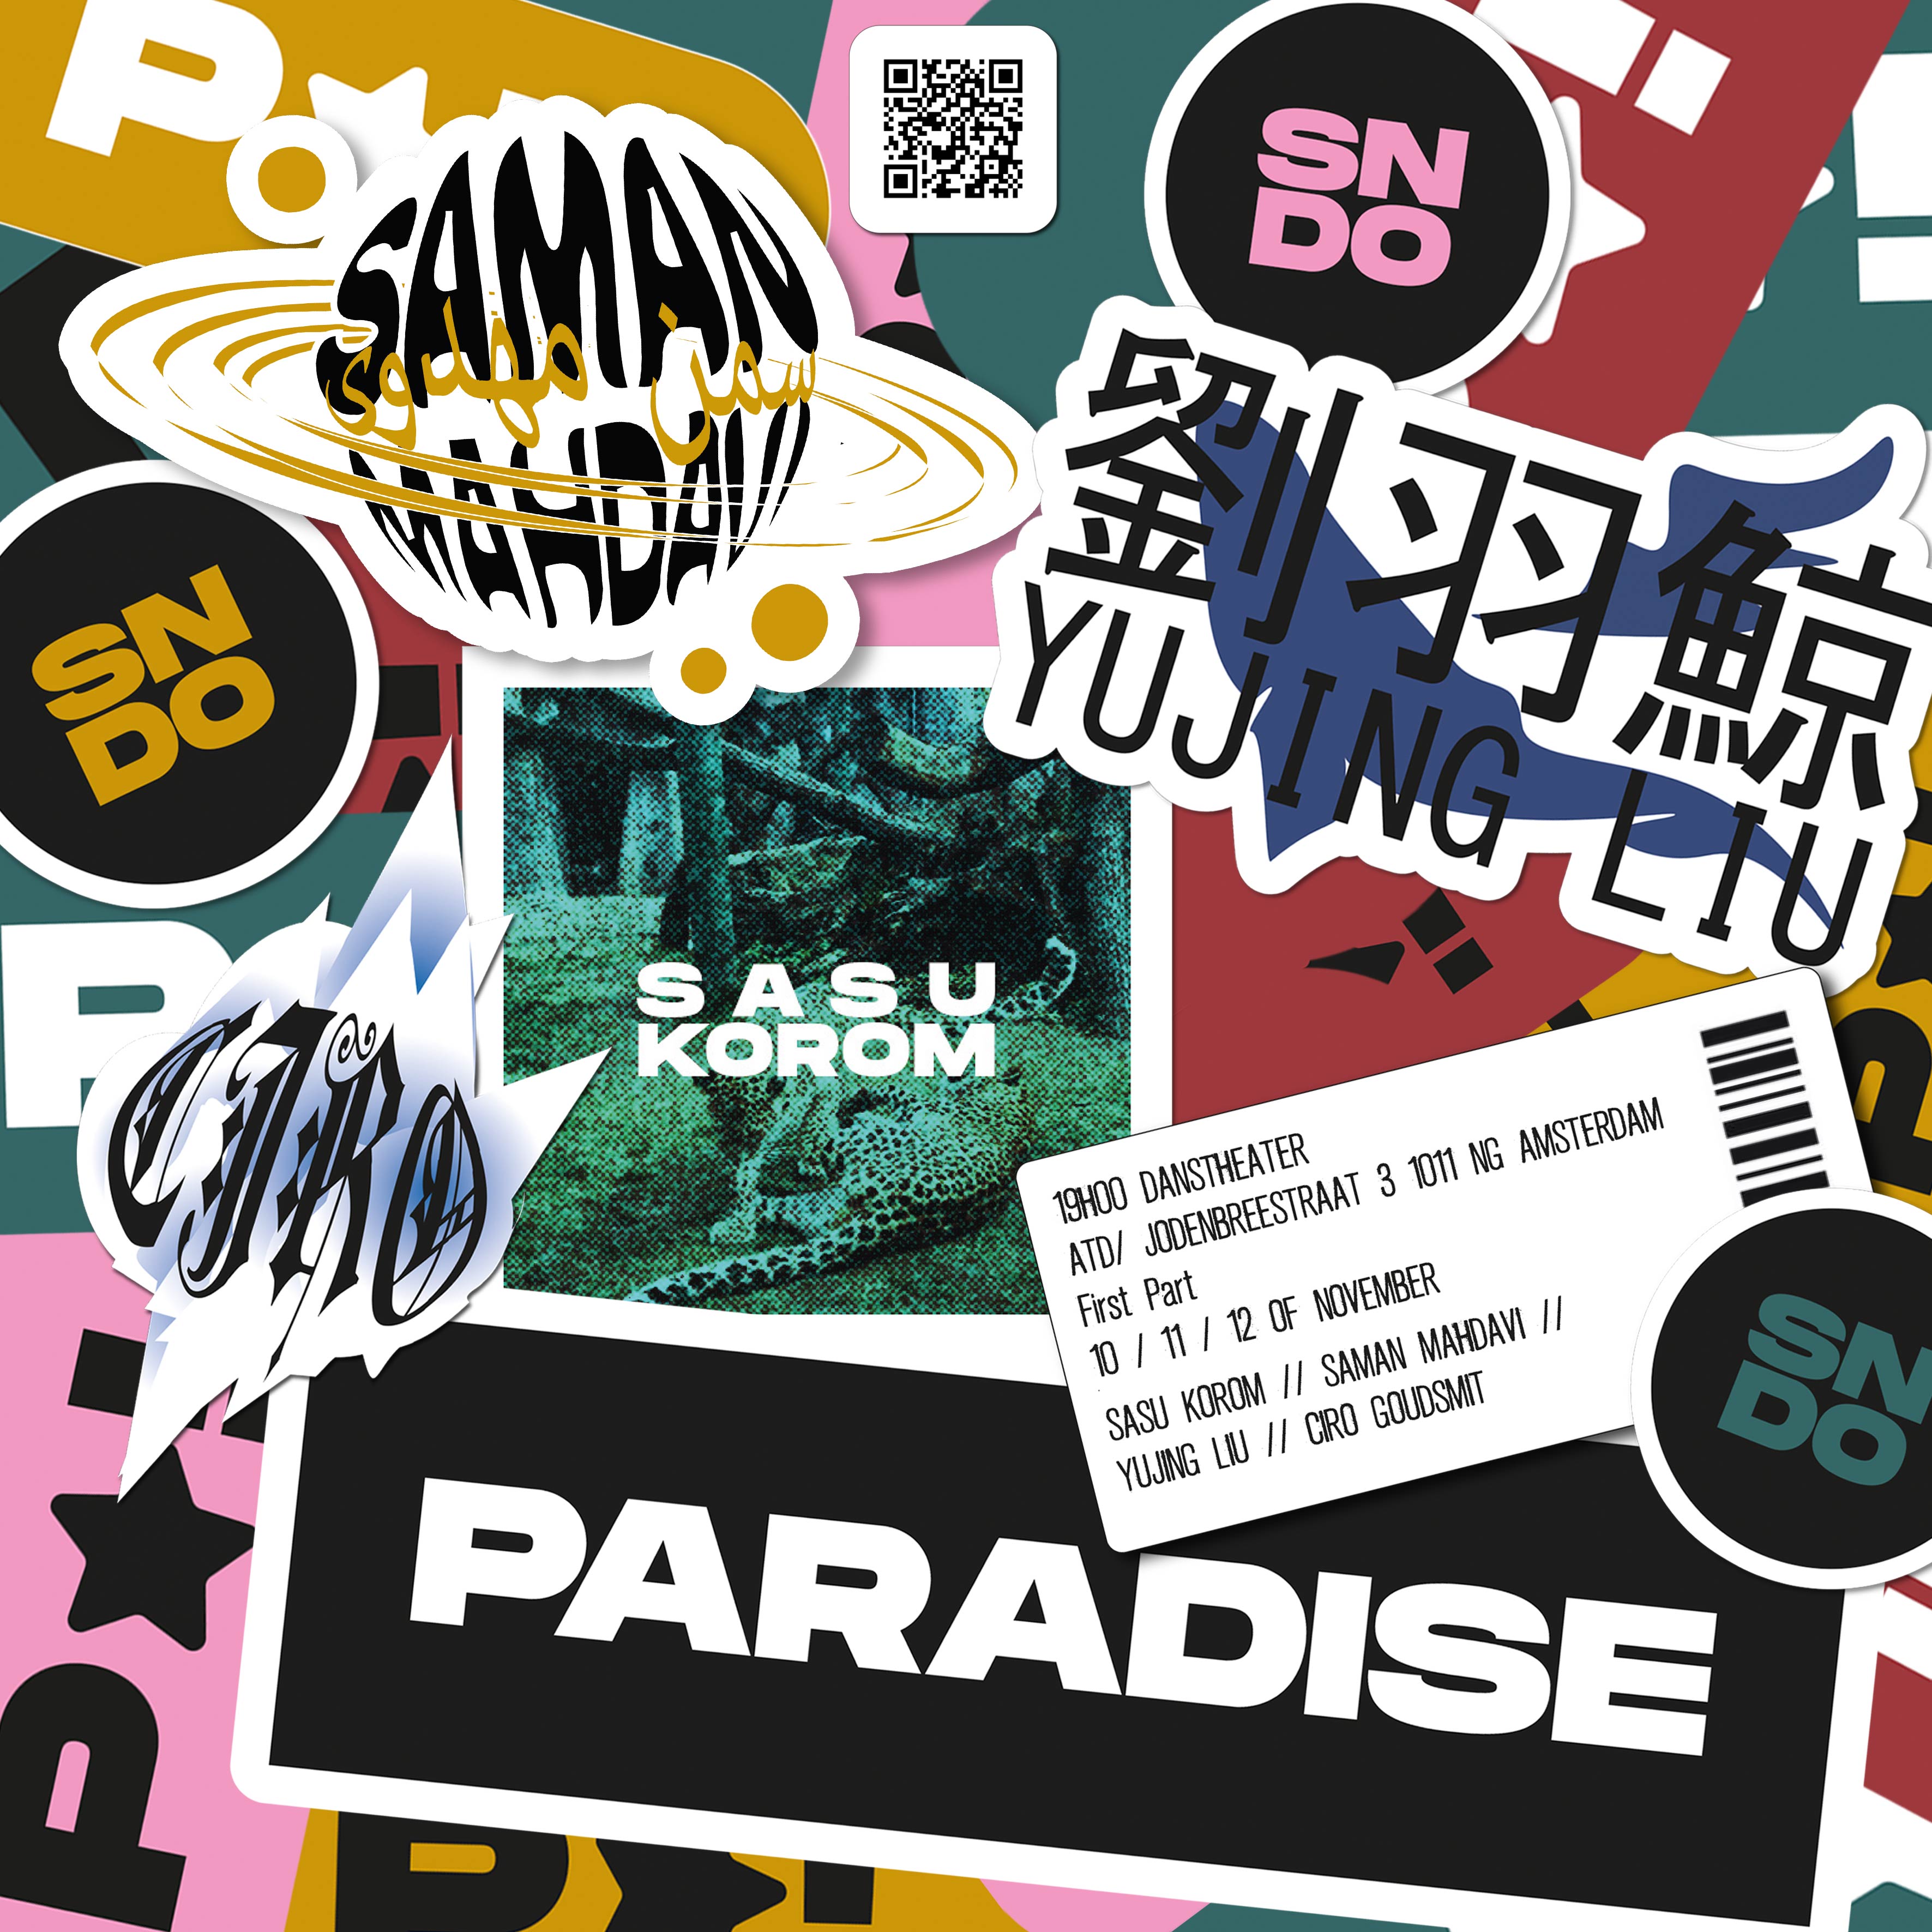 SN
DO
SAMAN
سمن مهدوی
MAHDAVI
劉羽鯨
YUJING LIU
SN
DO
SASU
KOROM
CIRO
19H00 DANSTHEATER
ATD/ JODENBREESTRAAT 3 1011 NG AMSTERDAM
First Part
10 / 11 / 12 OF NOVEMBER
SASU KOROM // SAMAN MAHDAVI //
YUJING LIU // CIRO GOUDSMIT
SN
DO
PARADISE